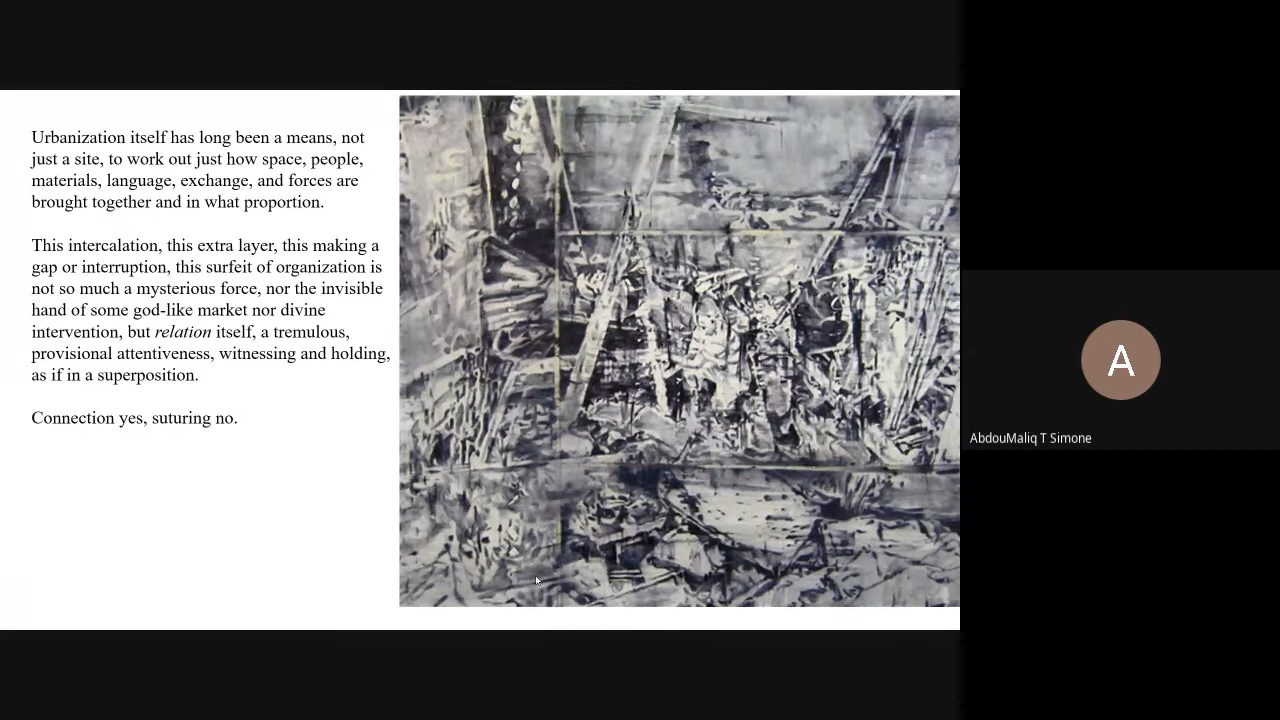 Urbanization itself has long been a means, not
just a site, to work out just how space, people,
materials, language, exchange, and forces are
brought together and in what proportion.
This intercalation, this extra layer, this making a
gap or interruption, this surfeit of organization is
not so much a mysterious force, nor the invisible
hand of some god-like market nor divine
intervention, but relation itself, a tremulous,
provisional attentiveness, witnessing and holding,
as if in a superposition.
Connection yes, suturing no.
A
AbdouMaliq T Simone